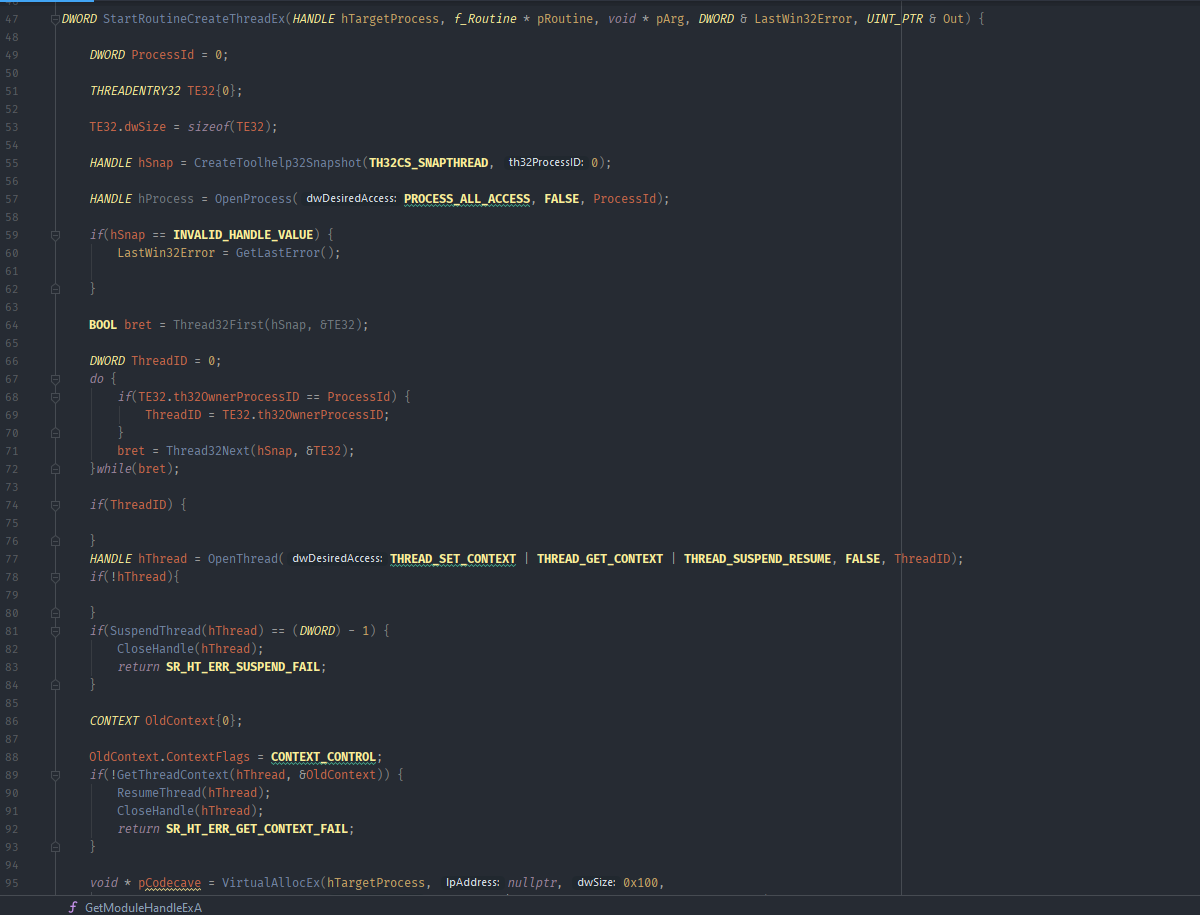 47 DWORD StartRoutineCreateThreadEx(HANDLE hTargetProcess, f_Routine * pRoutine, void * pArg, DWORD & LastWin32Error, UINT_PTR & Out) {
48
49 DWORD ProcessId = 0;
50
51 THREADENTRY32 TE32{0};
52
53 TE32.dwSize = sizeof(TE32);
54
55 HANDLE hSnap = CreateToolhelp32Snapshot(TH32CS_SNAPTHREAD, th32ProcessID: 0);
56
57 HANDLE hProcess = OpenProcess( dwDesiredAccess: PROCESS_ALL_ACCESS, FALSE, ProcessId);
58
59 if(hSnap == INVALID_HANDLE_VALUE) {
60 LastWin32Error = GetLastError();
61
62 }
63
64 BOOL bret = Thread32First(hSnap, &TE32);
65
66 DWORD ThreadID = 0;
67 do {
68 if(TE32.th32OwnerProcessID == ProcessId) {
69 ThreadID = TE32.th32OwnerProcessID;
70 }
71 bret = Thread32Next(hSnap, &TE32);
72 }while(bret);
73
74 if(ThreadID) {
75
76 }
77 HANDLE hThread = OpenThread( dwDesiredAccess: THREAD_SET_CONTEXT | THREAD_GET_CONTEXT | THREAD_SUSPEND_RESUME, FALSE, ThreadID);
78 if(!hThread){
79
80 }
81 if(SuspendThread(hThread) == (DWORD) - 1) {
82 CloseHandle(hThread);
83 return SR_HT_ERR_SUSPEND_FAIL;
84 }
85
86 CONTEXT OldContext{0};
87
88 OldContext.ContextFlags = CONTEXT_CONTROL;
89 if(!GetThreadContext(hThread, &OldContext)) {
90 ResumeThread(hThread);
91 CloseHandle(hThread);
92 return SR_HT_ERR_GET_CONTEXT_FAIL;
93 }
94
95 void * pCodecave = VirtualAllocEx(hTargetProcess, lpAddress: nullptr, dwSize: 0x100,
f GetModuleHandleExA